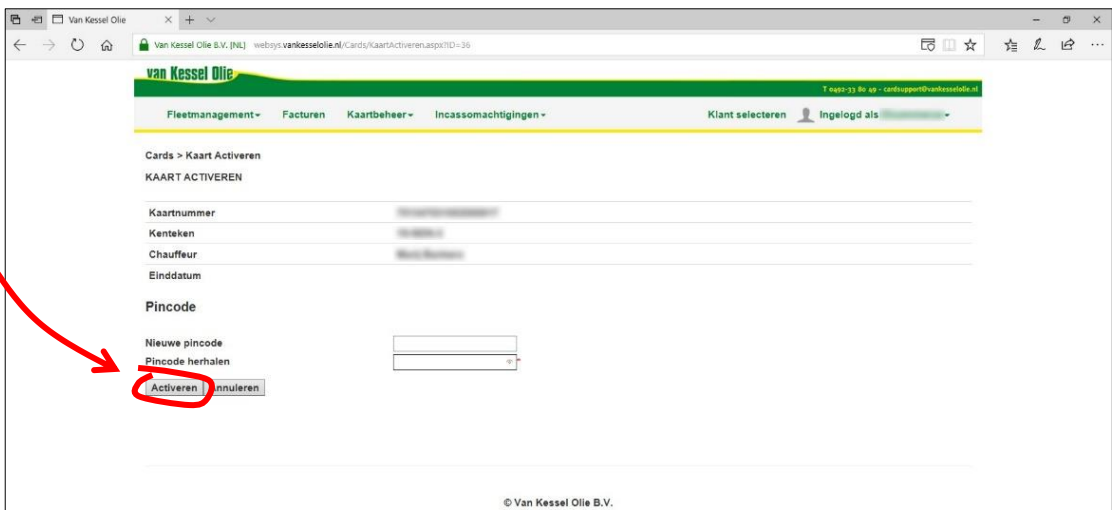 Van Kessel Olie
Van Kessel Olie B.V. [NL] websys.vankesselolie.nl/Cards/KaartActiveren.aspx?ID=36
van Kessel Olie
T 0492-33 80 49 - cardsupport@vankesselolie.nl
Fleetmanagement Facturen Kaartbeheer Incassomachtigingen Klant selecteren Ingelogd als
Cards > Kaart Activeren
KAART ACTIVEREN
Kaartnummer
Kenteken
Chauffeur
Einddatum
Pincode
Nieuwe pincode
Pincode herhalen *
Activeren Annuleren
© Van Kessel Olie B.V.